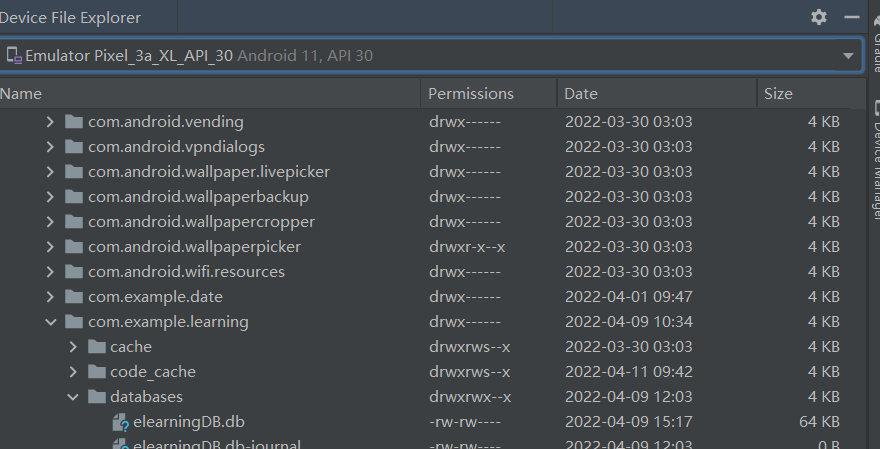 Device File Explorer
Emulator Pixel_3a_XL_API_30 Android 11, API 30
Name Permissions Date Size
com.android.vending drwx------ 2022-03-30 03:03 4 KB
com.android.vpndialogs drwx------ 2022-03-30 03:03 4 KB
com.android.wallpaper.livepicker drwx------ 2022-03-30 03:03 4 KB
com.android.wallpaperbackup drwx------ 2022-03-30 03:03 4 KB
com.android.wallpapercropper drwx------ 2022-03-30 03:03 4 KB
com.android.wallpaperpicker drwxr-x--x 2022-03-30 03:03 4 KB
com.android.wifi.resources drwx------ 2022-03-30 03:03 4 KB
com.example.date drwx------ 2022-04-01 09:47 4 KB
com.example.learning drwx------ 2022-04-09 10:34 4 KB
cache drwxrws--x 2022-03-30 03:03 4 KB
code_cache drwxrws--x 2022-04-11 09:42 4 KB
databases drwxrwx--x 2022-04-09 12:03 4 KB
elearningDB.db -rw-rw---- 2022-04-09 15:17 64 KB
elearningDB.db-journal -rw-rw---- 2022-04-09 12:03 0 B
Gradle
Device Manager